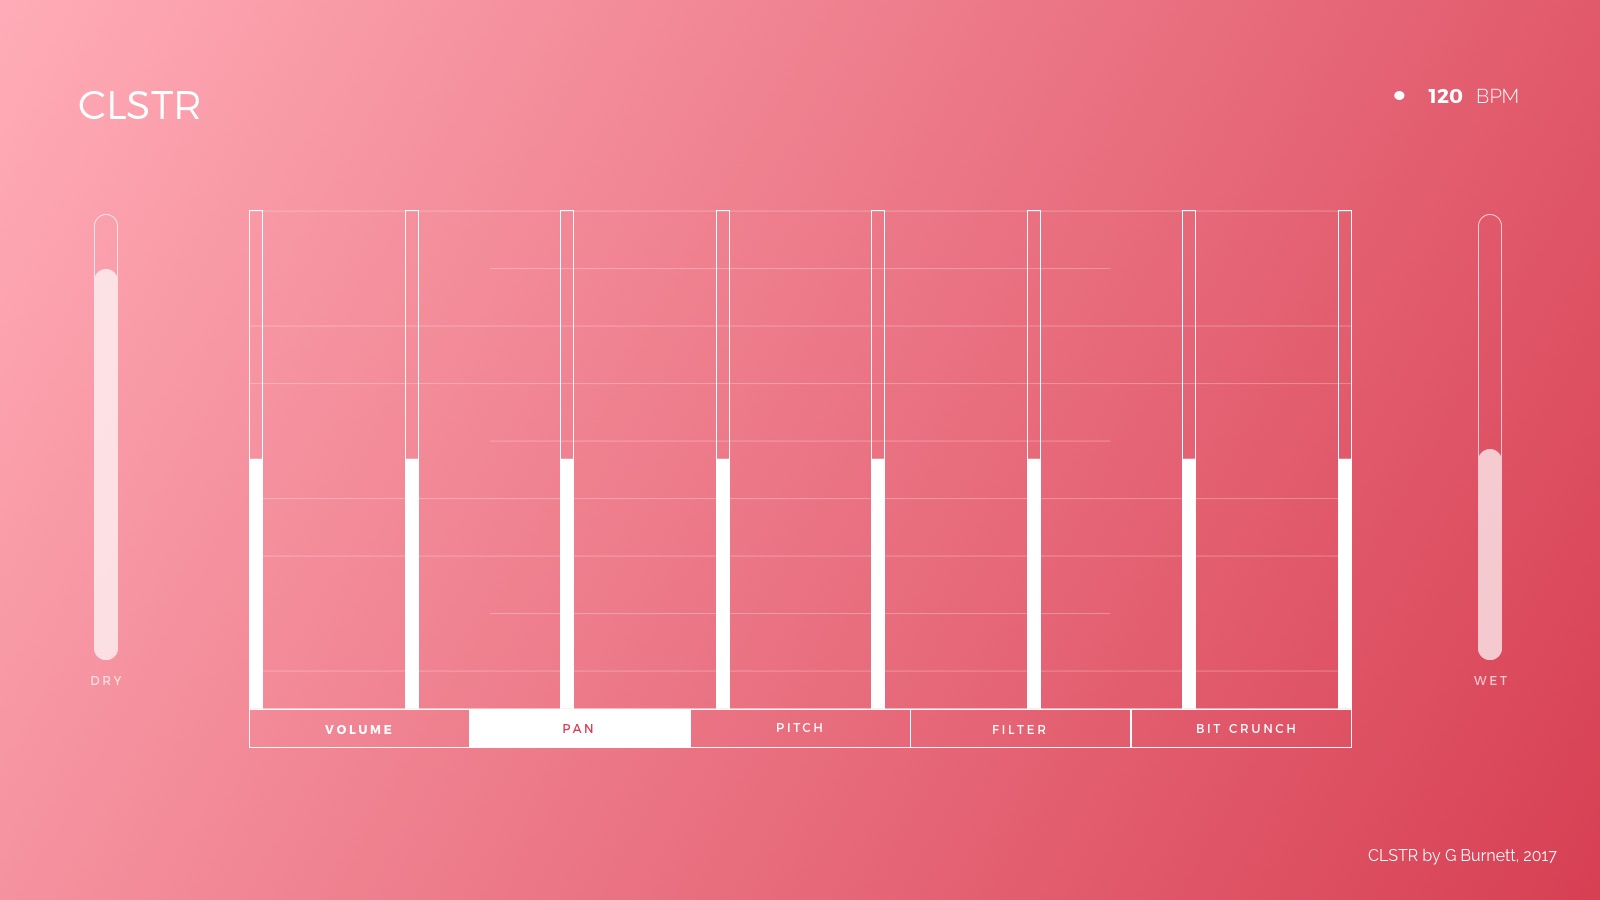 CLSTR
120 BPM
DRY
WET
VOLUME
PAN
PITCH
FILTER
BIT CRUNCH
CLSTR by G Burnett, 2017